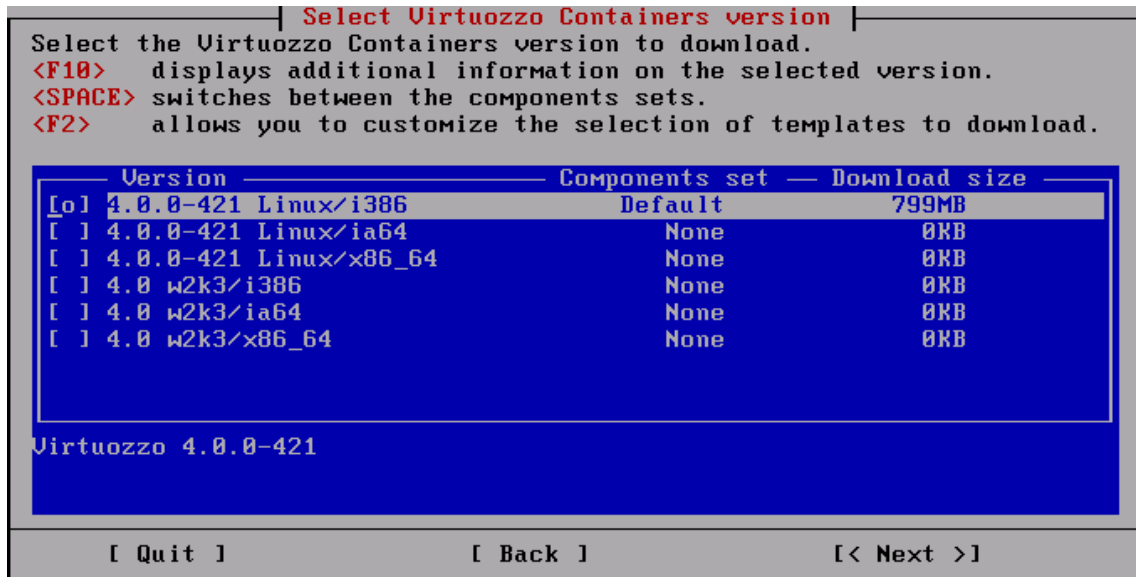 Select Virtuozzo Containers version
Select the Virtuozzo Containers version to download.
<F10> displays additional information on the selected version.
<SPACE> switches between the components sets.
<F2> allows you to customize the selection of templates to download.
Version Components set Download size
[o] 4.0.0-421 Linux/i386 Default 799MB
[ ] 4.0.0-421 Linux/ia64 None 0KB
[ ] 4.0.0-421 Linux/x86_64 None 0KB
[ ] 4.0 w2k3/i386 None 0KB
[ ] 4.0 w2k3/ia64 None 0KB
[ ] 4.0 w2k3/x86_64 None 0KB
Virtuozzo 4.0.0-421
[ Quit ] [ Back ] [< Next >]